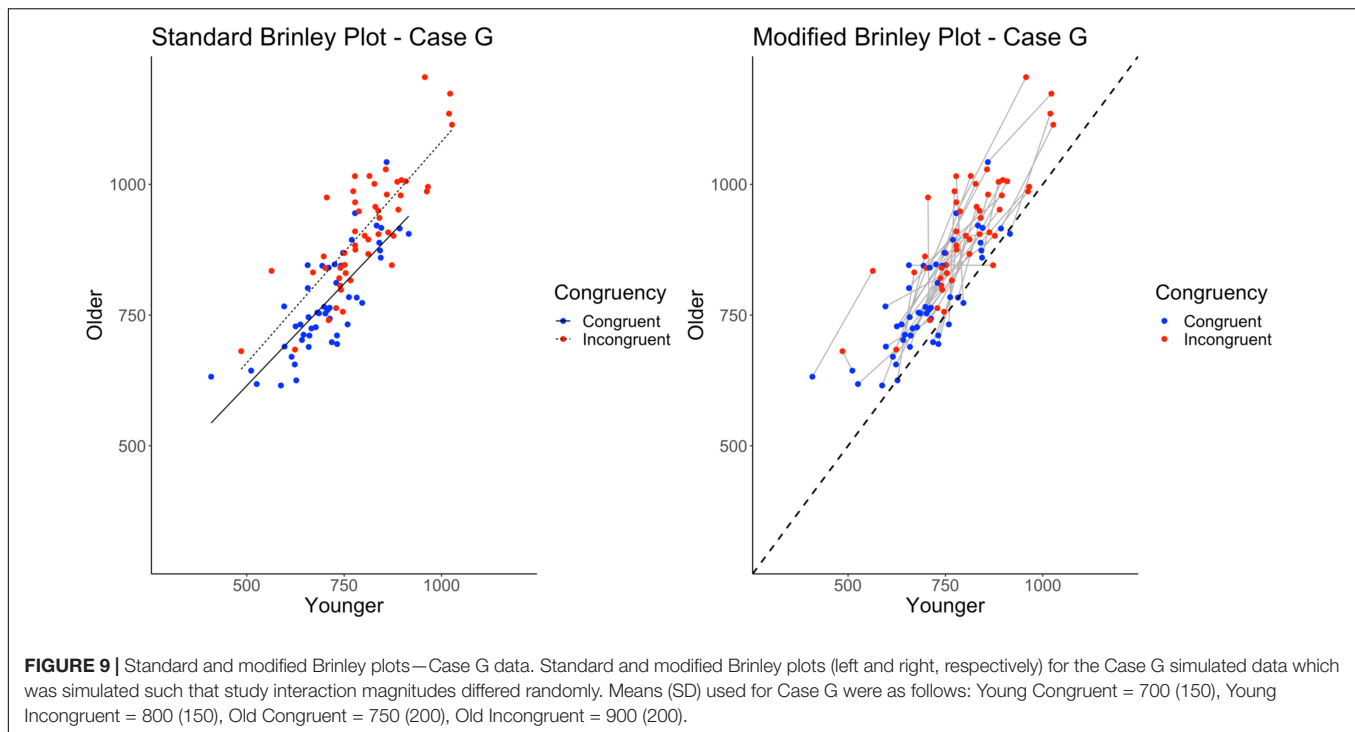 Standard Brinley Plot - Case G
1000
750
500
Older
500 750 1000
Younger
Congruency
Congruent
Incongruent
Modified Brinley Plot - Case G
1000
750
500
Older
500 750 1000
Younger
Congruency
Congruent
Incongruent
FIGURE 9 | Standard and modified Brinley plots—Case G data. Standard and modified Brinley plots (left and right, respectively) for the Case G simulated data which
was simulated such that study interaction magnitudes differed randomly. Means (SD) used for Case G were as follows: Young Congruent = 700 (150), Young
Incongruent = 800 (150), Old Congruent = 750 (200), Old Incongruent = 900 (200).